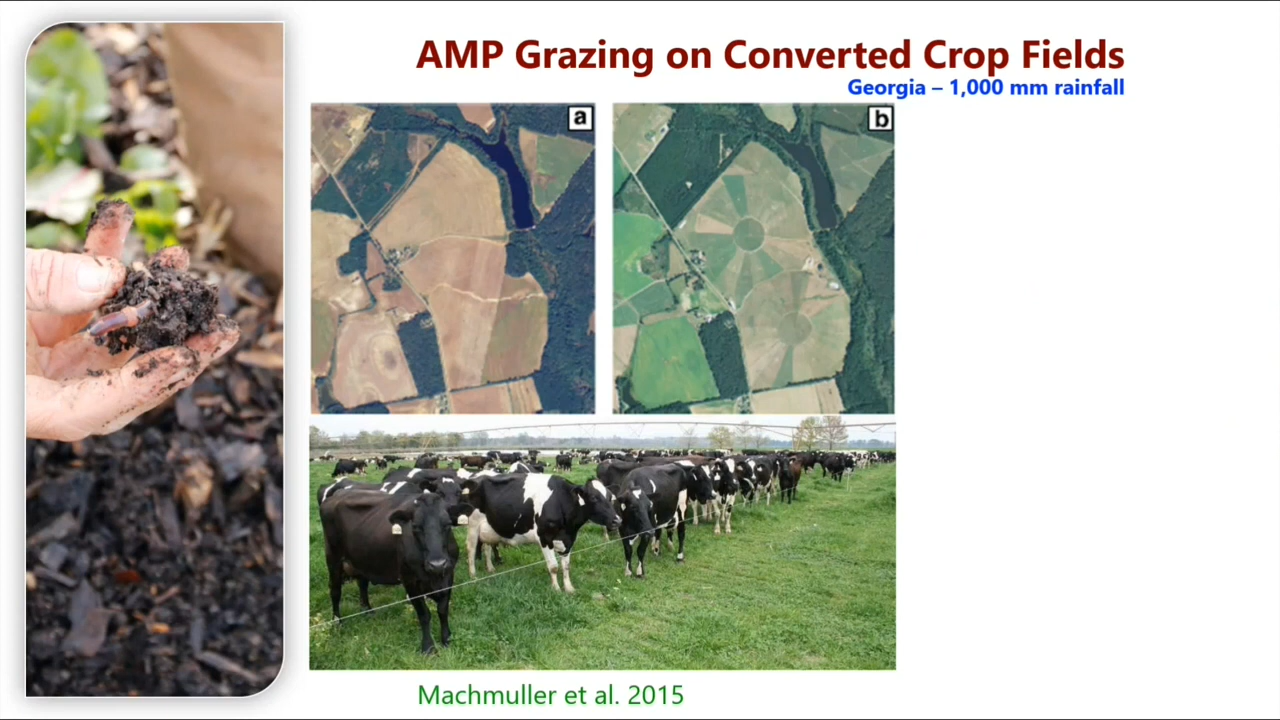 AMP Grazing on Converted Crop Fields
Georgia – 1,000 mm rainfall
a
b
Machmuller et al. 2015